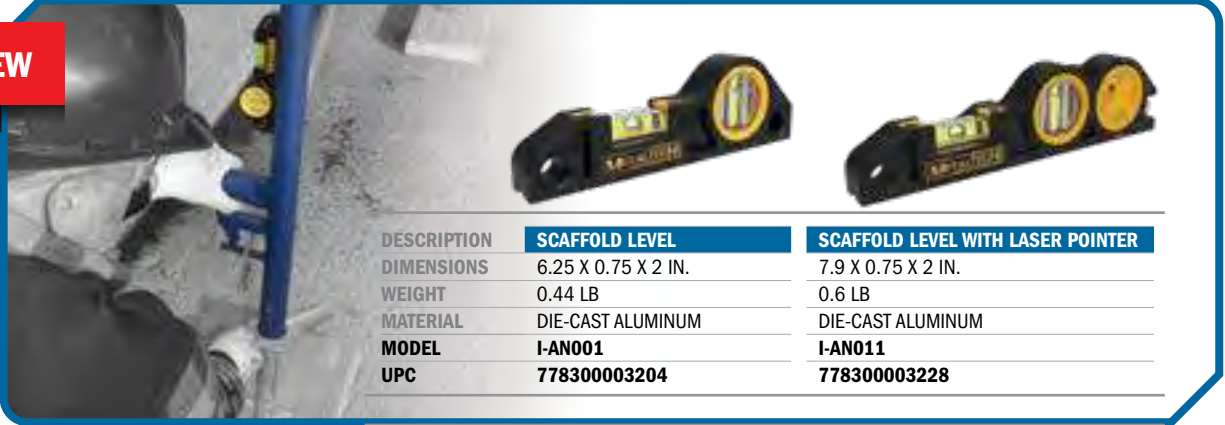 EW
DESCRIPTION SCAFFOLD LEVEL SCAFFOLD LEVEL WITH LASER POINTER
DIMENSIONS 6.25 X 0.75 X 2 IN. 7.9 X 0.75 X 2 IN.
WEIGHT 0.44 LB 0.6 LB
MATERIAL DIE-CAST ALUMINUM DIE-CAST ALUMINUM
MODEL I-AN001 I-AN011
UPC 778300003204 778300003228